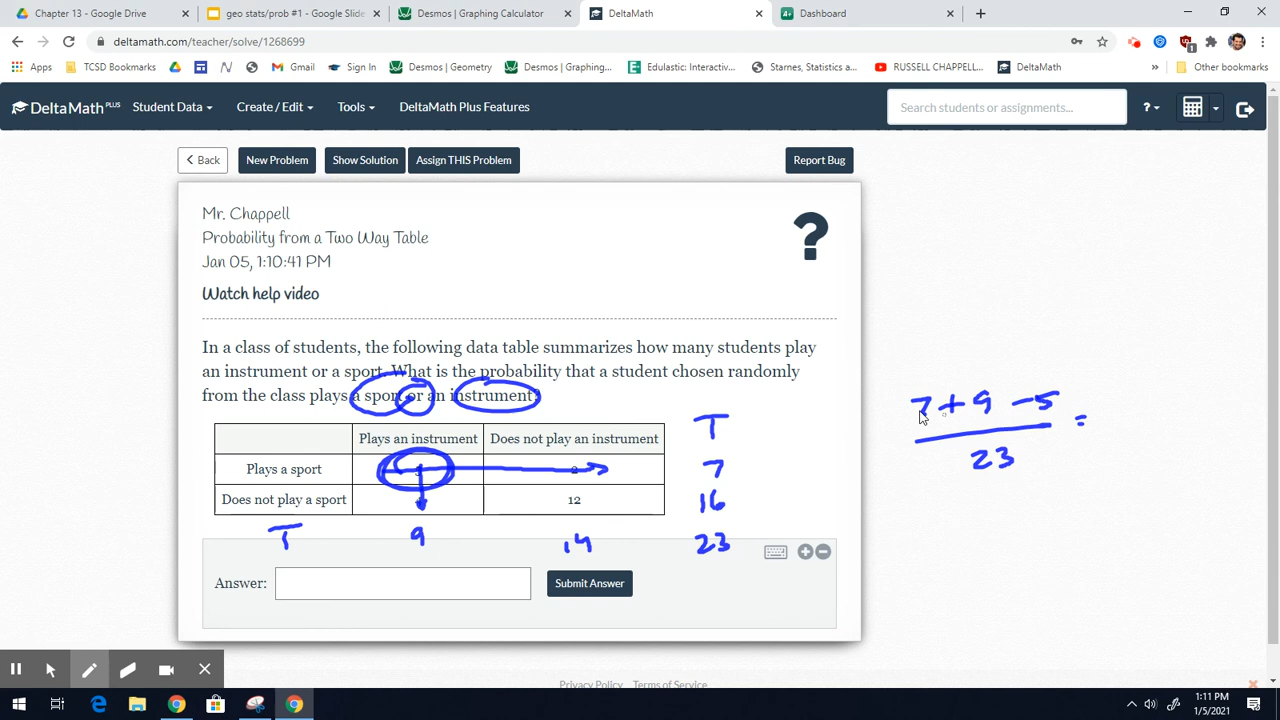 Chapter 13 - Google Drive
geo stats/prob #1 - Google Slide
Desmos | Graphing Calculator
DeltaMath
Dashboard
deltamath.com/teacher/solve/1268699
Apps
TCSD Bookmarks
Gmail
Sign In
Desmos | Geometry
Desmos | Graphing...
Edulastic: Interactiv...
Starnes, Statistics a...
RUSSELL CHAPPELL...
DeltaMath
»
Other bookmarks
DeltaMath PLUS
Student Data
Create / Edit
Tools
DeltaMath Plus Features
Search students or assignments...
?
Back
New Problem
Show Solution
Assign THIS Problem
Report Bug
Mr. Chappell
Probability from a Two Way Table
Jan 05, 1:10:41 PM
?
Watch help video
In a class of students, the following data table summarizes how many students play
an instrument or a sport. What is the probability that a student chosen randomly
from the class plays a sport or an instrument?
Plays an instrument Does not play an instrument T
Plays a sport 2 7
Does not play a sport 12 16
T 9 14 23
7 + 9 - 5
=
23
Answer:
Submit Answer
Privacy Policy Terms of Service
1:11 PM
1/5/2021